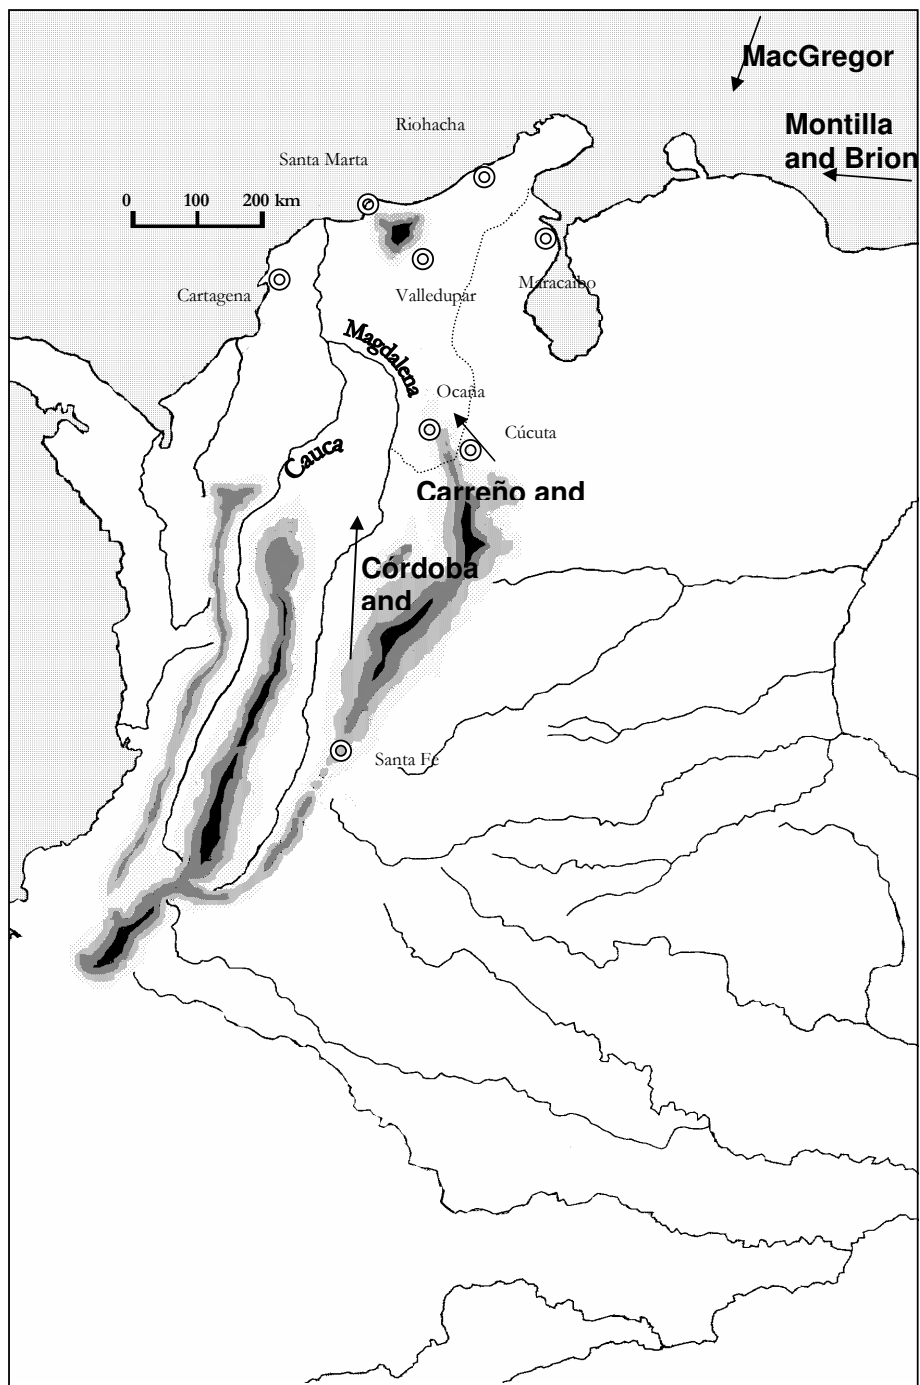 MacGregor
Montilla
and Brion
Riohacha
Santa Marta
0 100 200 km
Cartagena
Valledupar
Maracaibo
Magdalena
Ocaña
Cúcuta
Cauca
Carreño and
Córdoba
and
Santa Fe